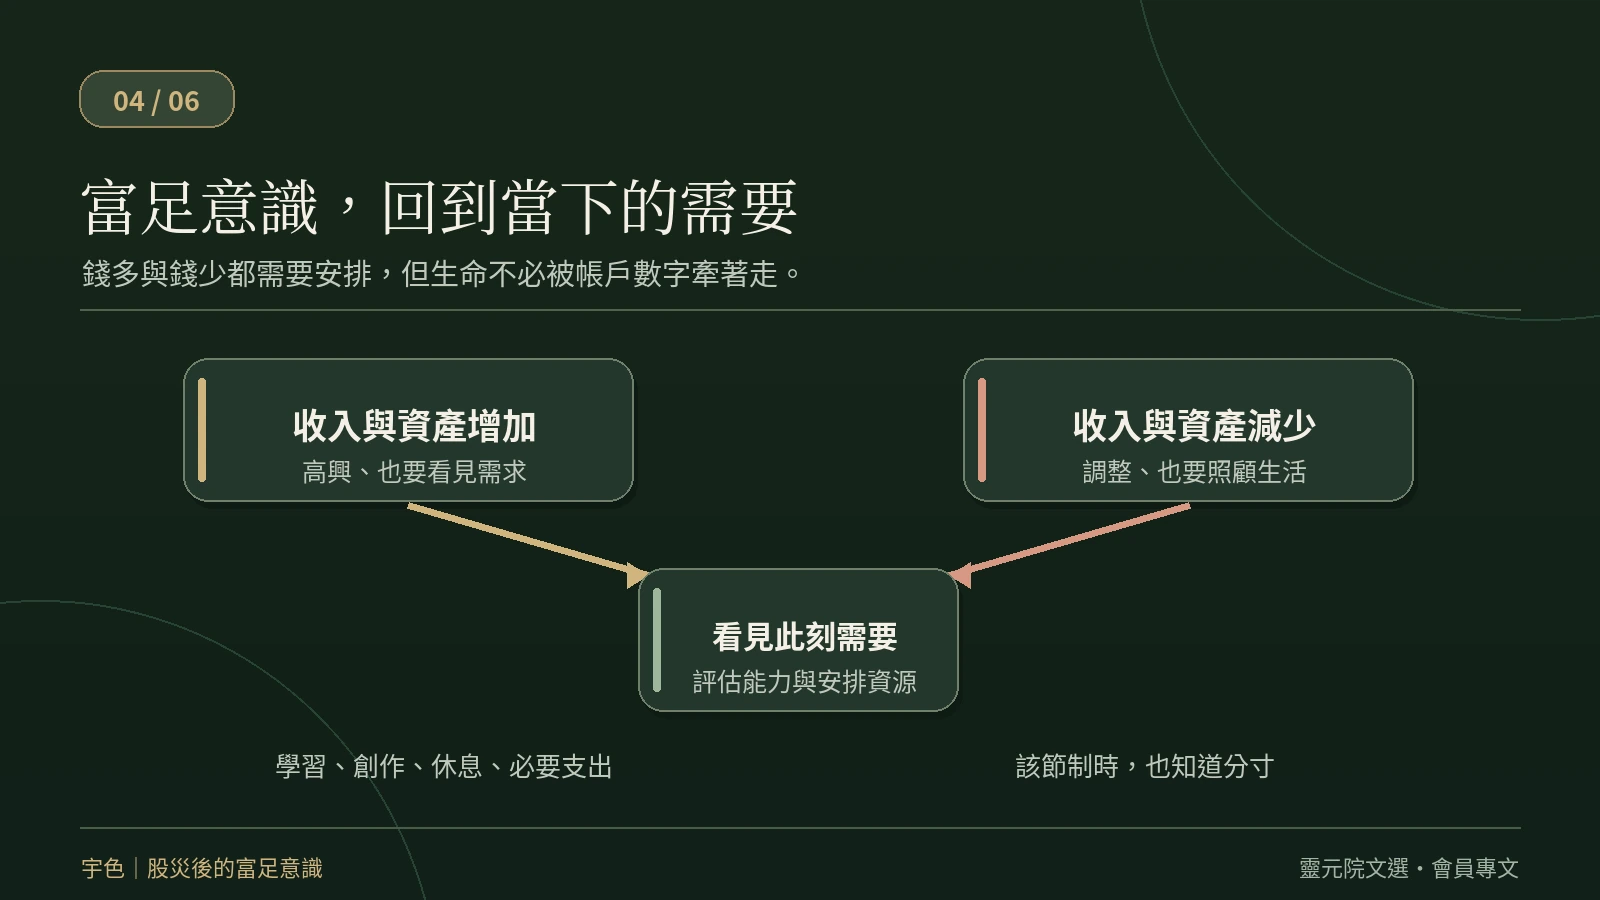 04 / 06
富足意識，回到當下的需要
錢多與錢少都需要安排，但生命不必被帳戶數字牽著走。
收入與資產增加
高興、也要看見需求
收入與資產減少
調整、也要照顧生活
看見此刻需要
評估能力與安排資源
學習、創作、休息、必要支出
該節制時，也知道分寸
宇色｜股災後的富足意識
靈元院文選・會員專文